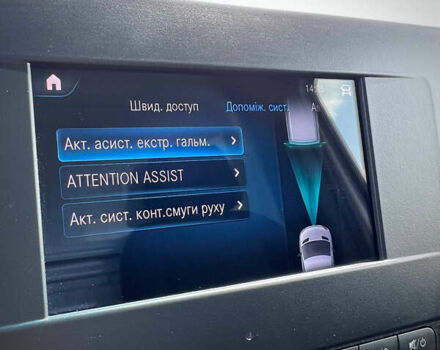 Швид. доступ Допоміж. сист.
Акт. асист. екстр. гальм.
ATTENTION ASSIST
Акт. сист. конт.смуги руху